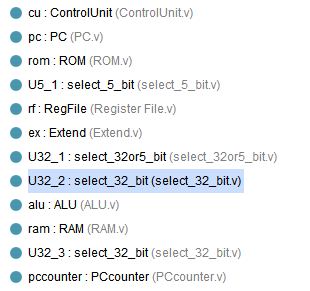 cu : ControlUnit (ControlUnit.v)
pc : PC (PC.v)
rom : ROM (ROM.v)
U5_1 : select_5_bit (select_5_bit.v)
rf : RegFile (Register File.v)
ex : Extend (Extend.v)
U32_1 : select_32or5_bit (select_32or5_bit.v)
U32_2 : select_32_bit (select_32_bit.v)
alu : ALU (ALU.v)
ram : RAM (RAM.v)
U32_3 : select_32_bit (select_32_bit.v)
pccounter : PCcounter (PCcounter.v)